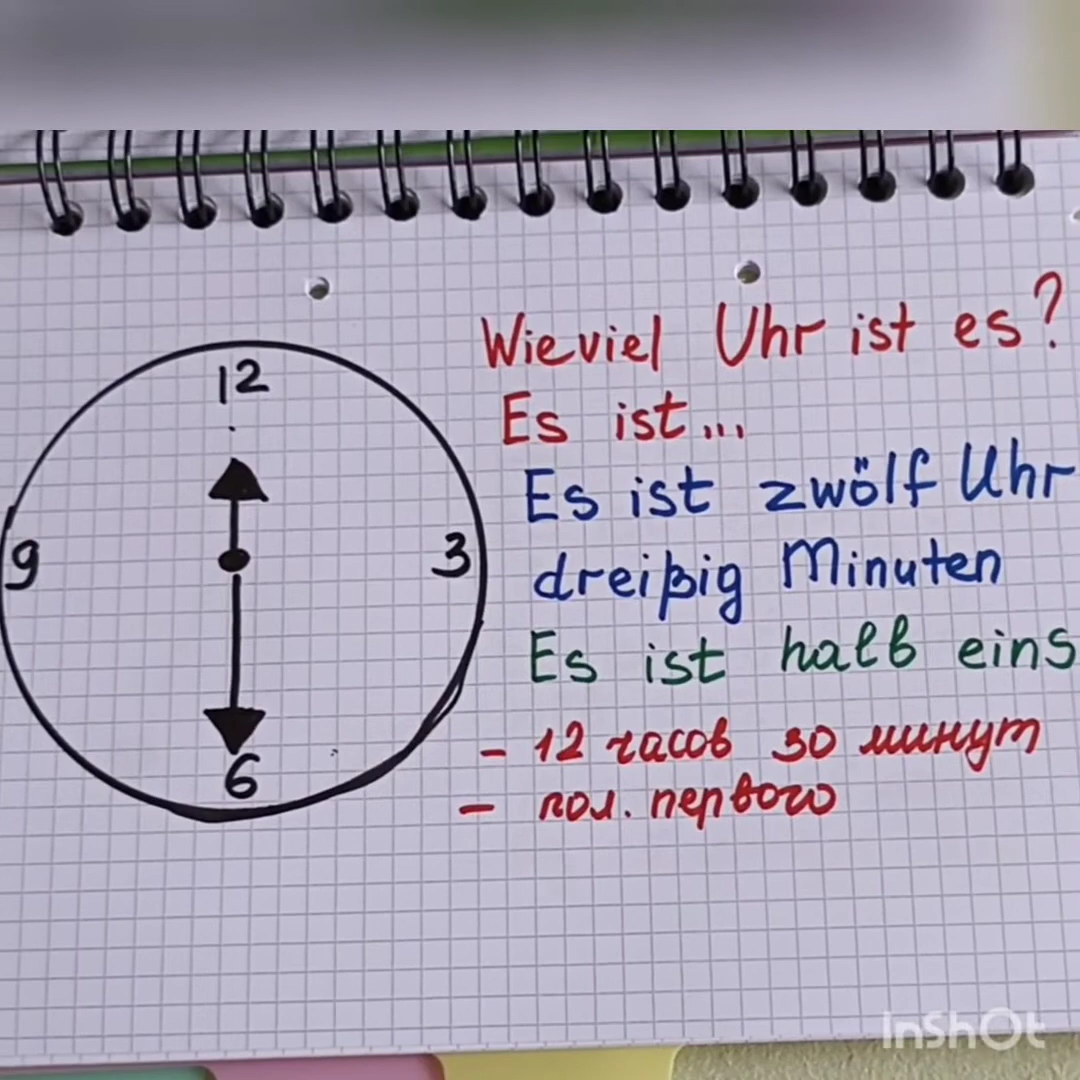 12
9
3
6
Wieviel Uhr ist es?
Es ist...
Es ist zwölf Uhr
dreißig Minuten
Es ist halb eins
- 12 часов 30 минут
- пол. первого
InShOt